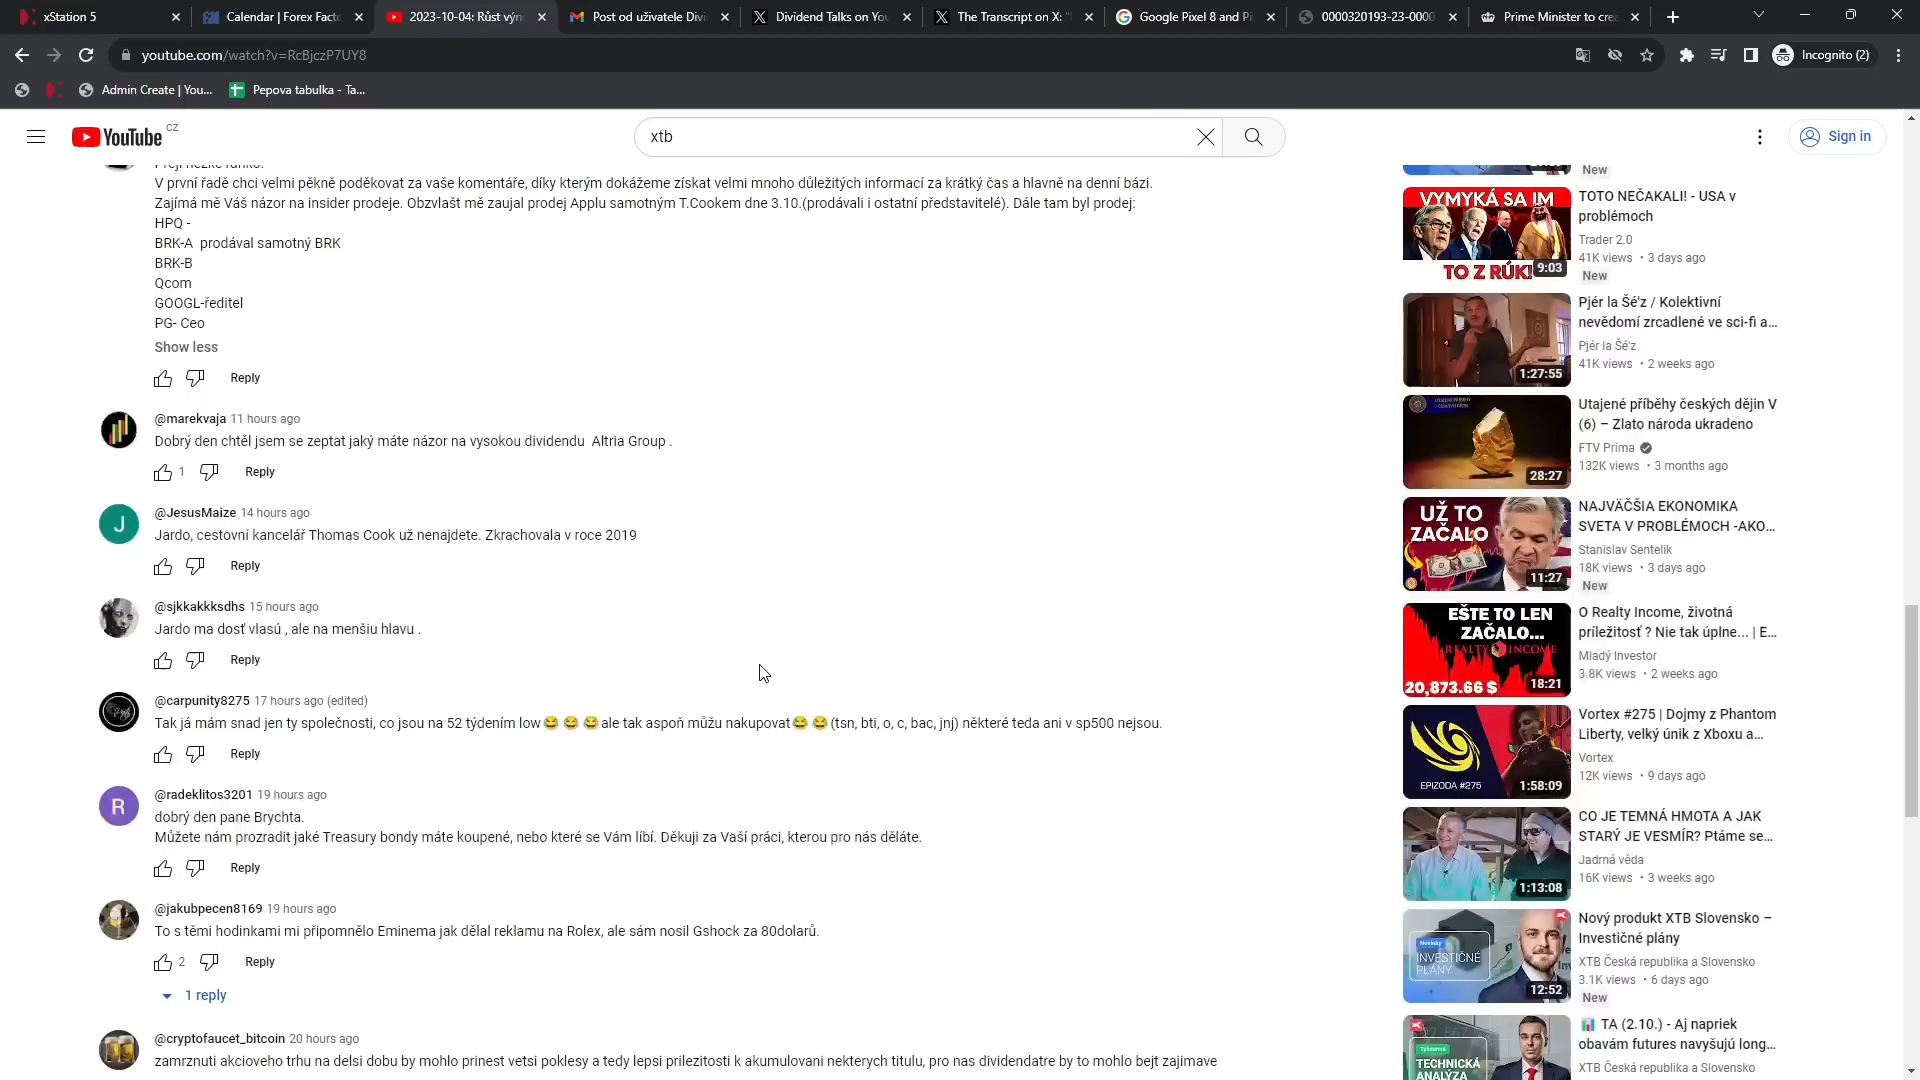 xStation 5
Calendar | Forex Facto
2023-10-04: Růst výn
Post od uživatele Divi
Dividend Talks on You
The Transcript on X: "
Google Pixel 8 and Pi
0000320193-23-0000
Prime Minister to crea
youtube.com/watch?v=RcBjczP7UY8
Incognito (2)
Admin Create | You...
Pepova tabulka - Ta...
YouTube CZ
xtb
Sign in
V první řadě chci velmi pěkně poděkovat za vaše komentáře, díky kterým dokážeme získat velmi mnoho důležitých informací za krátký čas a hlavně na denní bázi.
Zajímá mě Váš názor na insider prodeje. Obzvlašt mě zaujal prodej Applu samotným T.Cookem dne 3.10.(prodávali i ostatní představitelé). Dále tam byl prodej:
HPQ -
BRK-A  prodával samotný BRK
BRK-B
Qcom
GOOGL-ředitel
PG- Ceo
Show less
Reply
@marekvaja 11 hours ago
Dobrý den chtěl jsem se zeptat jaký máte názor na vysokou dividendu  Altria Group .
1 Reply
@JesusMaize 14 hours ago
Jardo, cestovní kancelář Thomas Cook už nenajdete. Zkrachovala v roce 2019
Reply
@sjkkakkksdhs 15 hours ago
Jardo ma dosť vlasú , ale na menšiu hlavu .
Reply
@carpunity8275 17 hours ago (edited)
Tak já mám snad jen ty společnosti, co jsou na 52 týdením low😂 😂 😂ale tak aspoň můžu nakupovat😂 😂(tsn, bti, o, c, bac, jnj) některé teda ani v sp500 nejsou.
Reply
R
@radeklitos3201 19 hours ago
dobrý den pane Brychta.
Můžete nám prozradit jaké Treasury bondy máte koupené, nebo které se Vám líbí. Děkuji za Vaší práci, kterou pro nás děláte.
Reply
@jakubpecen8169 19 hours ago
To s těmi hodinkami mi připomnělo Eminema jak dělal reklamu na Rolex, ale sám nosil Gshock za 80dolarů.
2 Reply
1 reply
@cryptofaucet_bitcoin 20 hours ago
zamrznuti akcioveho trhu na delsi dobu by mohlo prinest vetsi poklesy a tedy lepsi prilezitosti k akumulovani nekterych titulu, pro nas dividendatre by to mohlo bejt zajimave
J
New
VYMYKÁ SA IM
TO Z RÚK!
9:03
TOTO NEČAKALI! - USA v
problémoch
Trader 2.0
41K views • 3 days ago
New
1:27:55
Pjér la Šé'z / Kolektivní
nevědomí zrcadlené ve sci-fi a...
Pjér la Šé'z
41K views • 2 weeks ago
28:27
Utajené příběhy českých dějin V
(6) – Zlato národa ukradeno
FTV Prima
132K views • 3 months ago
UŽ TO
ZAČALO
11:27
NAJVÄČŠIA EKONOMIKA
SVETA V PROBLÉMOCH -AKO...
Stanislav Sentelik
18K views • 3 days ago
New
EŠTE TO LEN
ZAČALO...
REALTY INCOME
20,873.66 $
18:21
O Realty Income, životná
príležitosť ? Nie tak úplne... | E...
Mladý Investor
3.8K views • 2 weeks ago
EPIZODA #275
1:58:09
Vortex #275 | Dojmy z Phantom
Liberty, velký únik z Xboxu a...
Vortex
12K views • 9 days ago
1:13:08
CO JE TEMNÁ HMOTA A JAK
STARÝ JE VESMÍR? Ptáme se...
Jadrná věda
16K views • 3 weeks ago
Novinky
INVESTIČNÉ
PLÁNY
12:52
Nový produkt XTB Slovensko –
Investičné plány
XTB Česká republika a Slovensko
3.1K views • 6 days ago
New
Týždenná
TECHNICKÁ
ANALÝZA
TA (2.10.) - Aj napriek
obavám futures navyšujú long...
XTB Česká republika a Slovensko